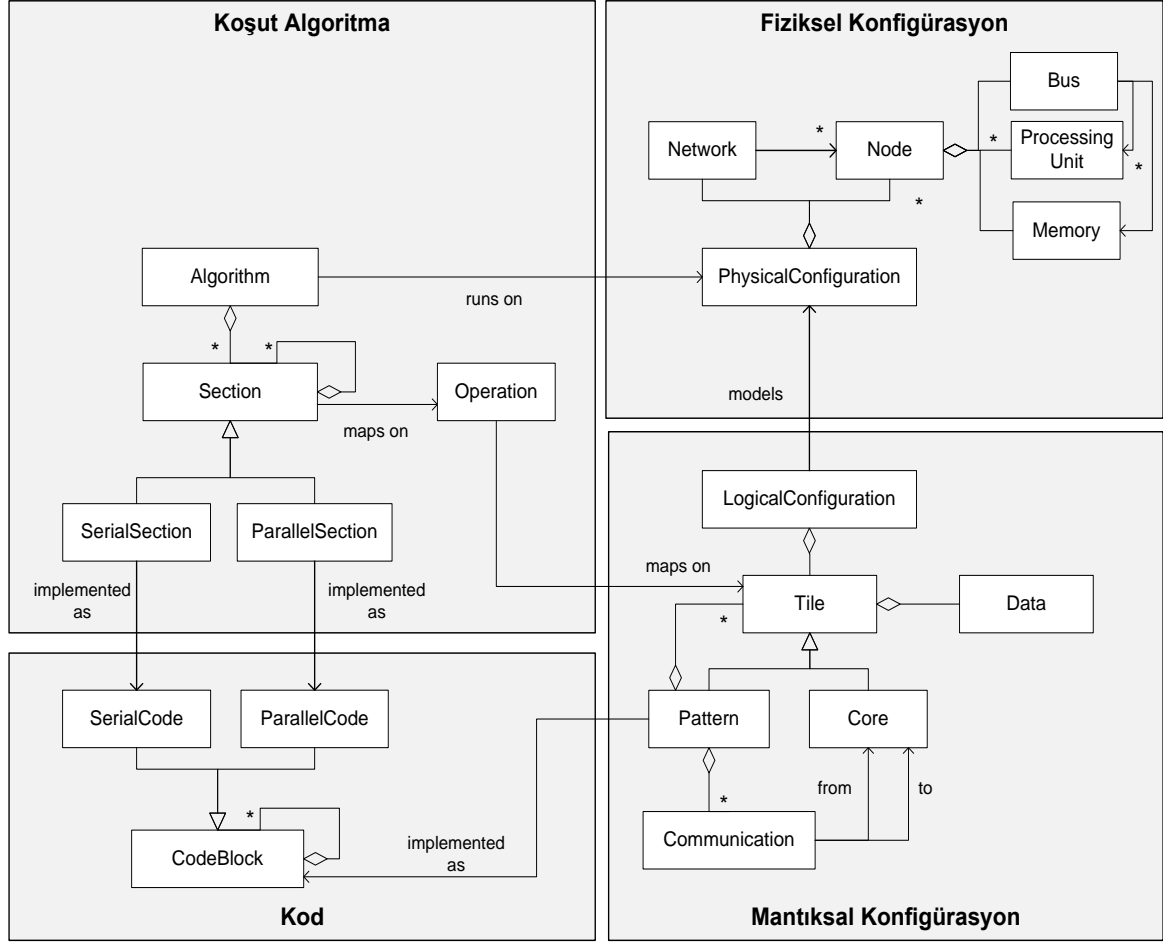 Koşut Algoritma
Algorithm
runs on
*
*
Section
maps on
Operation
SerialSection
ParallelSection
implemented
as
implemented
as
Fiziksel Konfigürasyon
Bus
Network
*
Node
*
Processing
Unit
*
*
Memory
PhysicalConfiguration
models
LogicalConfiguration
maps on
Tile
*
Data
Pattern
Core
from
to
*
Communication
Mantıksal Konfigürasyon
SerialCode
ParallelCode
*
CodeBlock
implemented
as
Kod